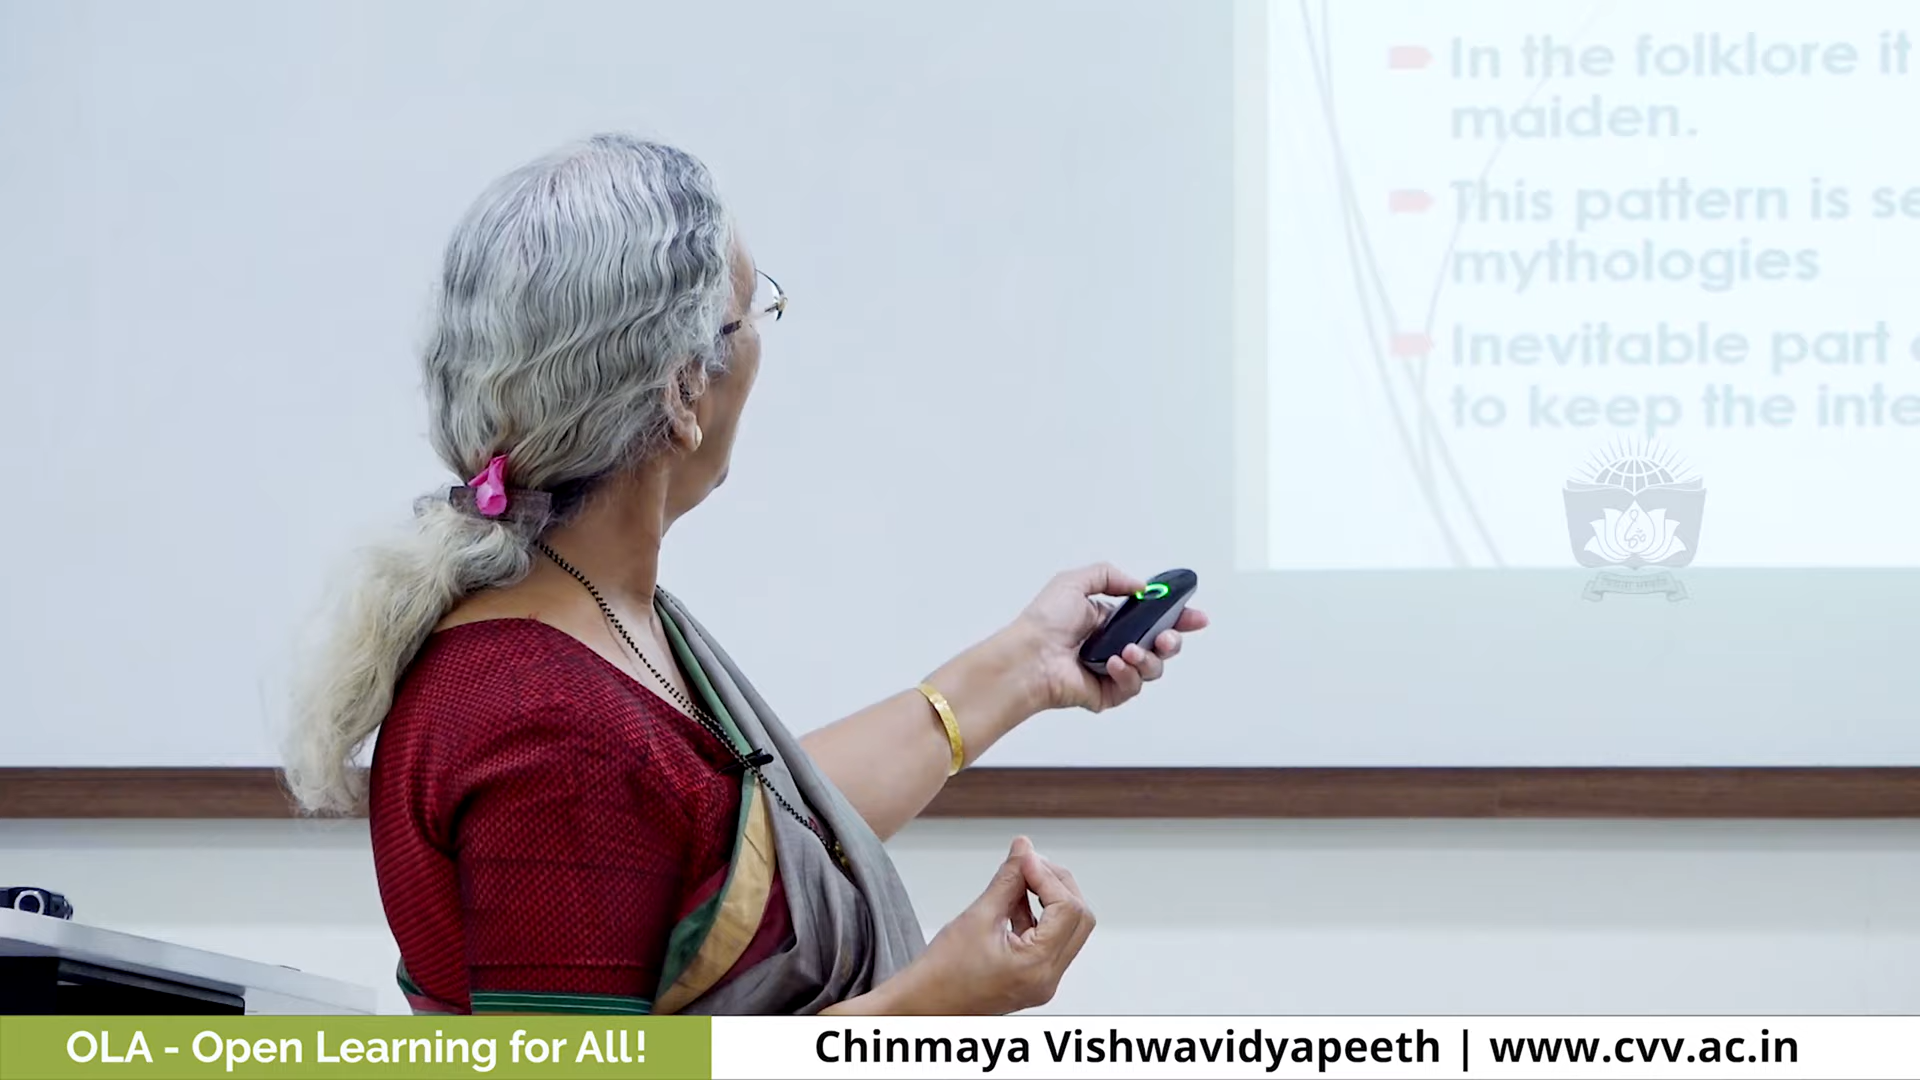 In the folklore it
maiden.
This pattern is se
mythologies
Inevitable part
to keep the inte
OLA - Open Learning for All!
Chinmaya Vishwavidyapeeth | www.cvv.ac.in